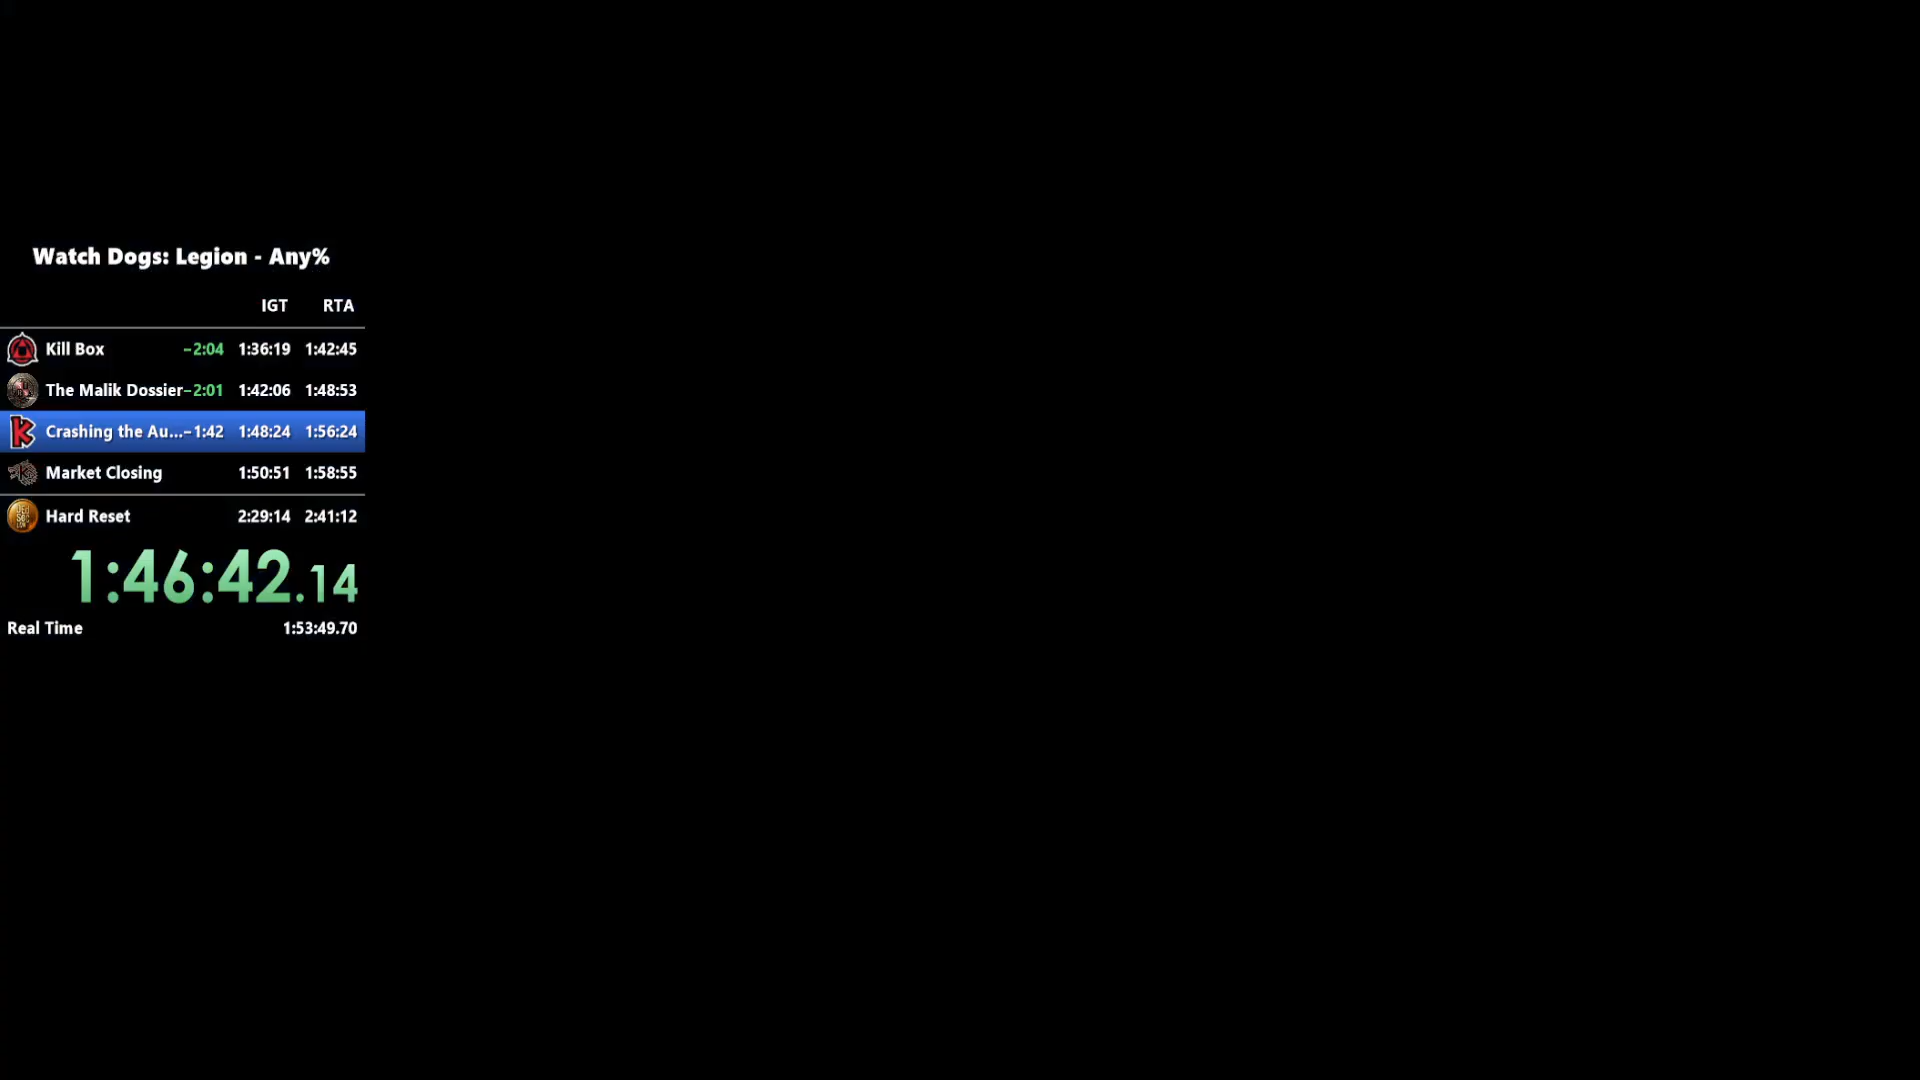 Watch Dogs: Legion - Any%
IGT RTA
Kill Box -2:04 1:36:19 1:42:45
The Malik Dossier -2:01 1:42:06 1:48:53
Crashing the Au... -1:42 1:48:24 1:56:24
Market Closing 1:50:51 1:58:55
Hard Reset 2:29:14 2:41:12
1:46:42.14
Real Time 1:53:49.70